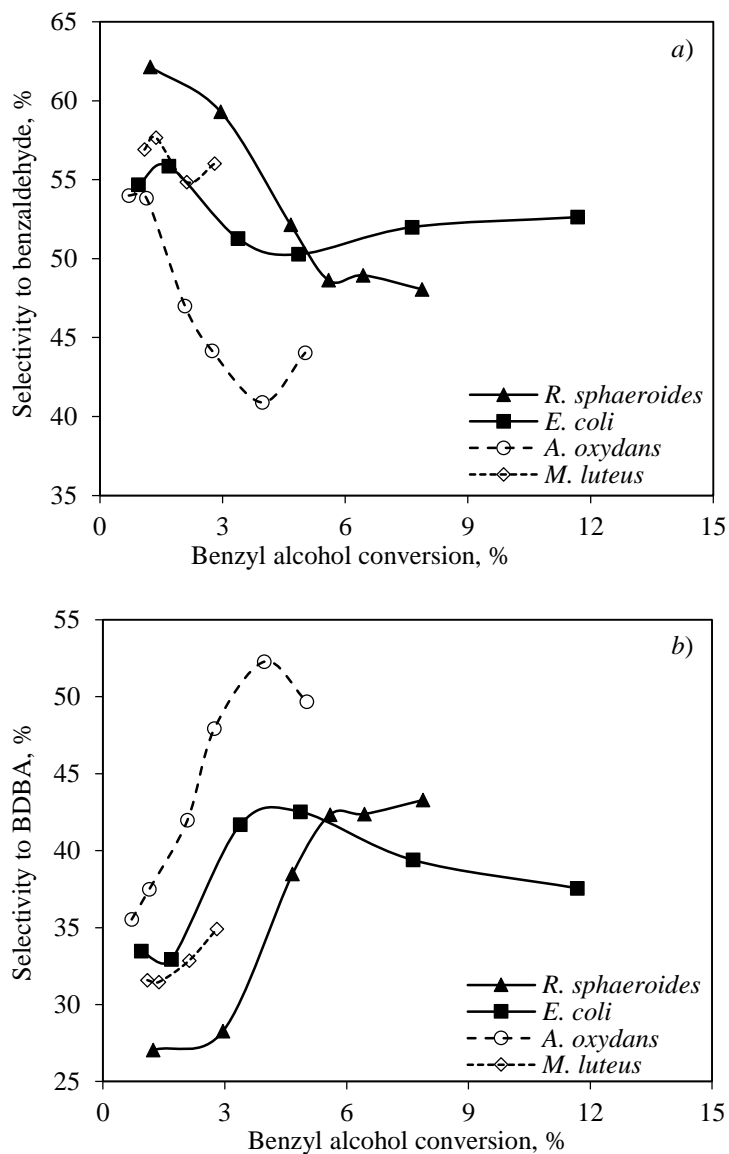 a)
65
60
55
50
45
40
35
Selectivity to benzaldehyde, %
R. sphaeroides
E. coli
A. oxydans
M. luteus
0 3 6 9 12 15
Benzyl alcohol conversion, %
b)
55
50
45
40
35
30
25
Selectivity to BDBA, %
R. sphaeroides
E. coli
A. oxydans
M. luteus
0 3 6 9 12 15
Benzyl alcohol conversion, %